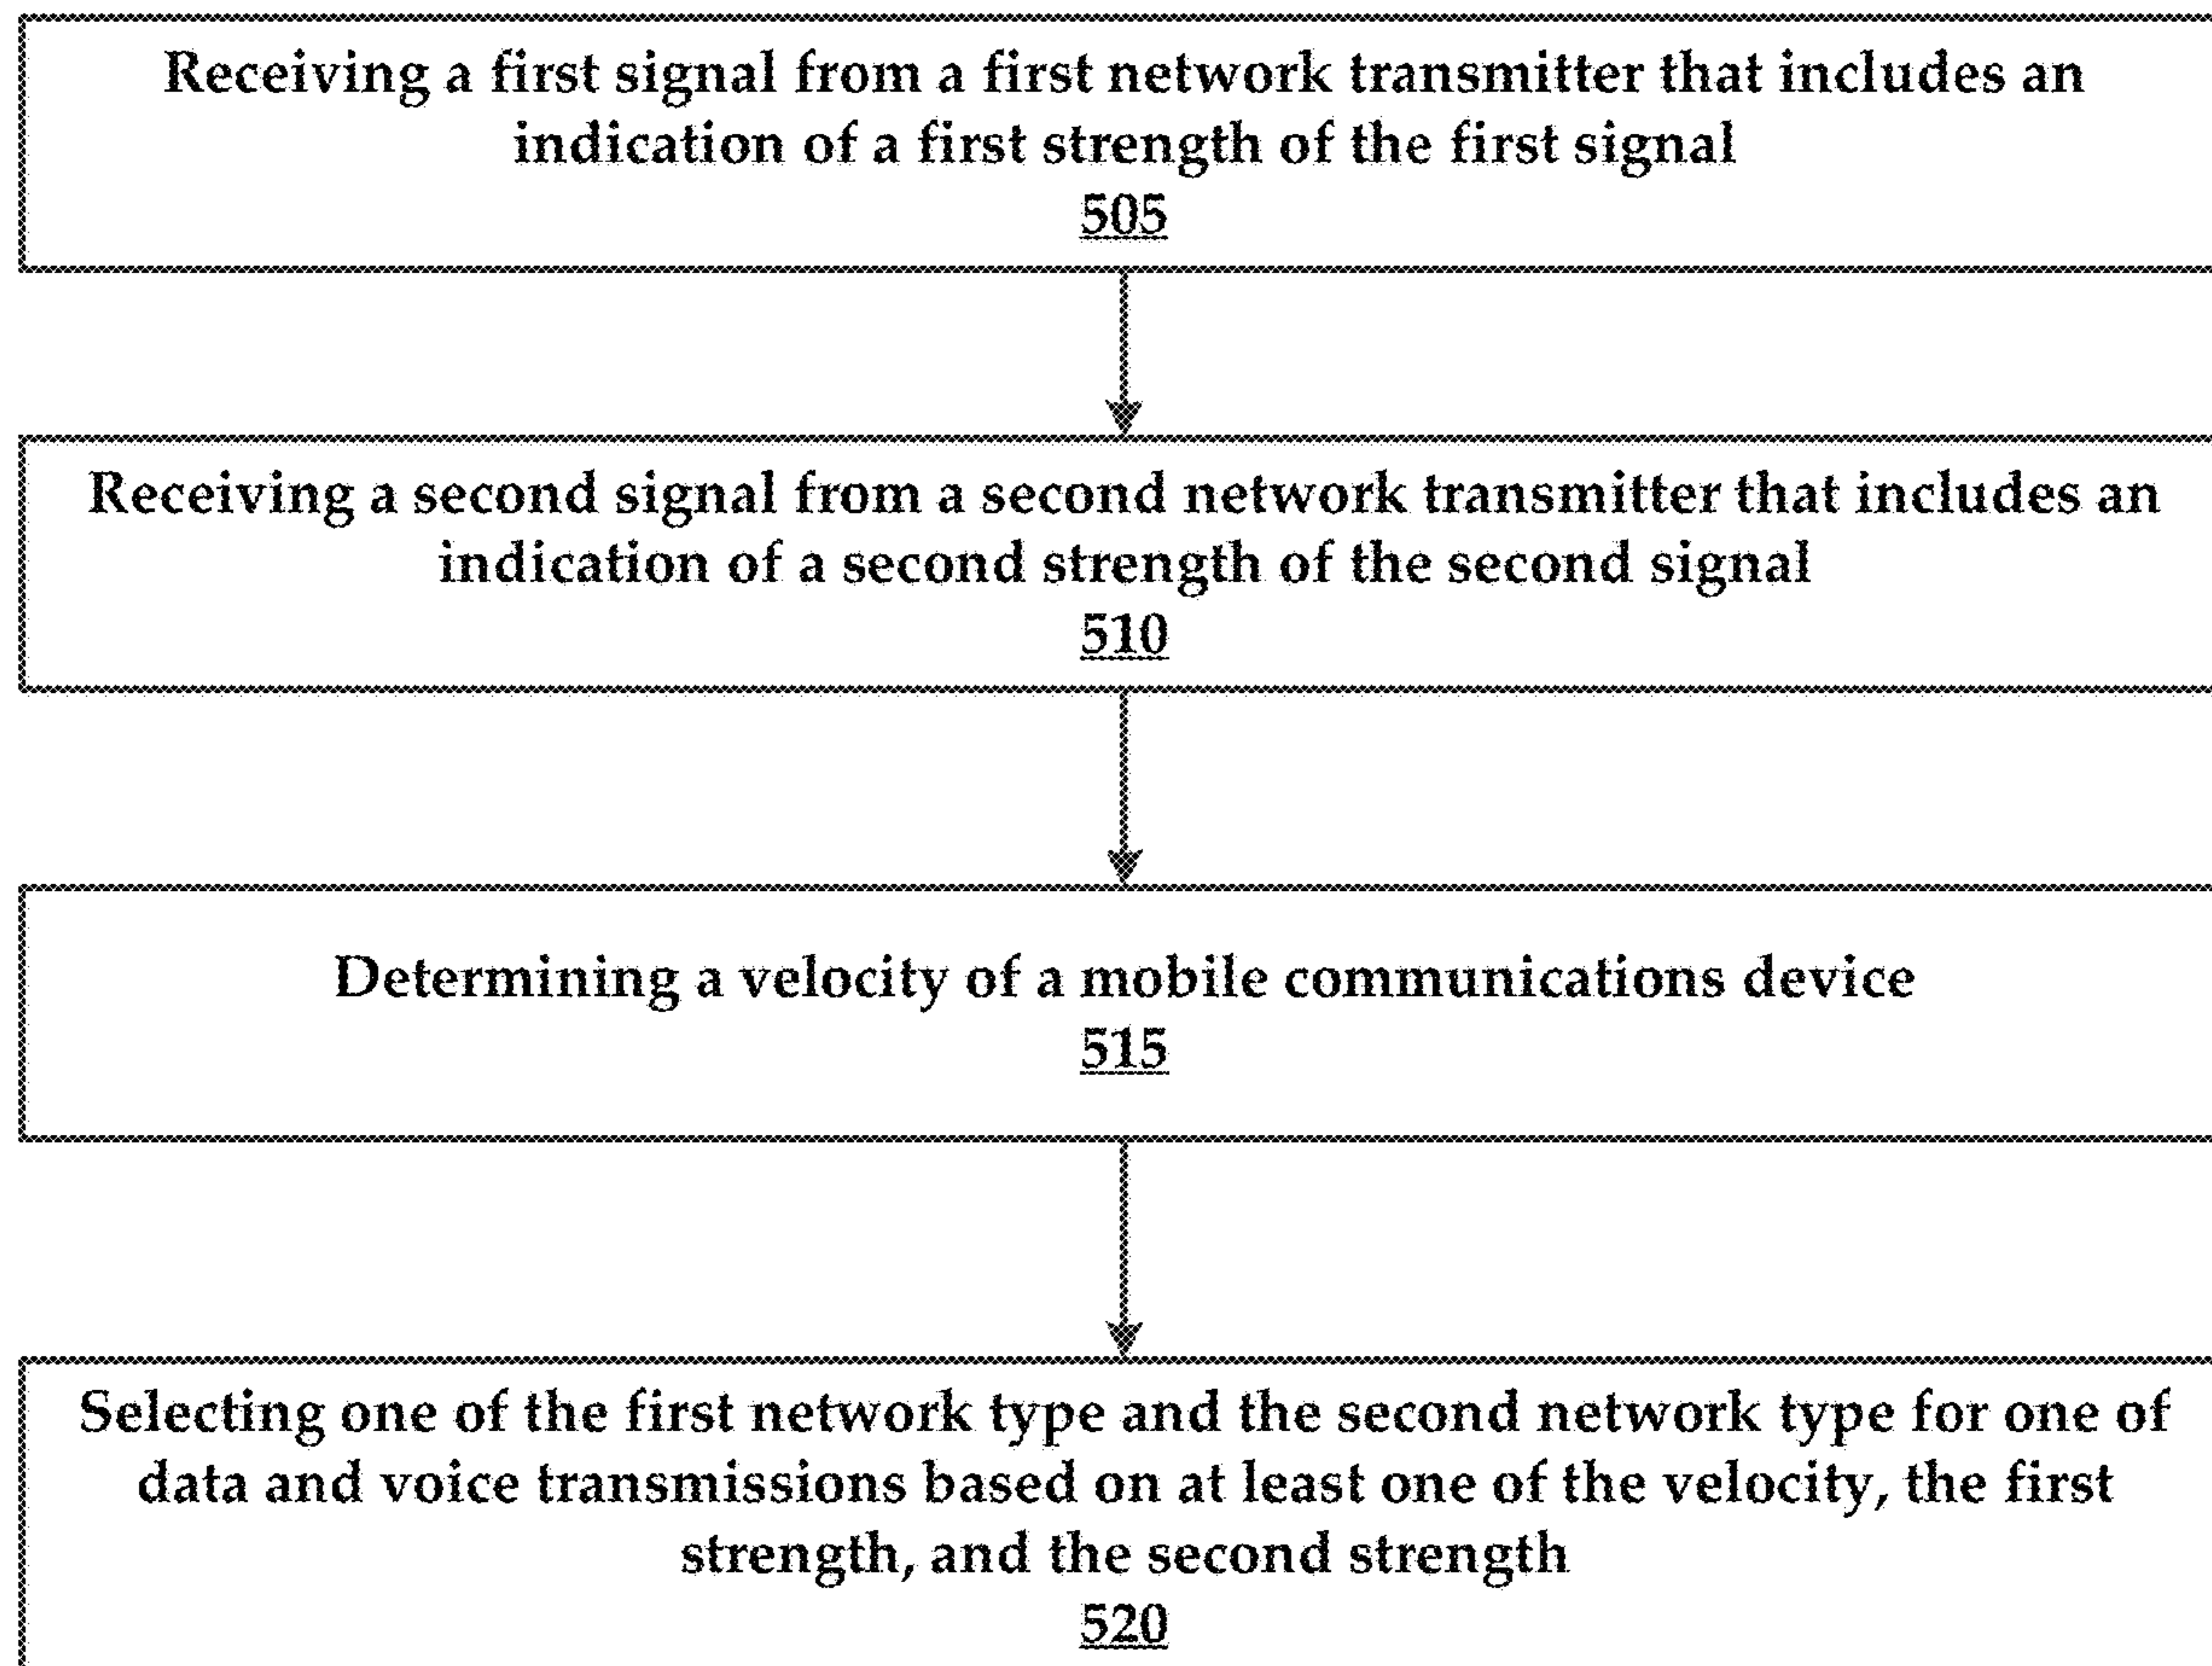 Receiving a first signal from a first network transmitter that includes an
indication of a first strength of the first signal
505
Receiving a second signal from a second network transmitter that includes an
indication of a second strength of the second signal
510
Determining a velocity of a mobile communications device
515
Selecting one of the first network type and the second network type for one of
data and voice transmissions based on at least one of the velocity, the first
strength, and the second strength
520